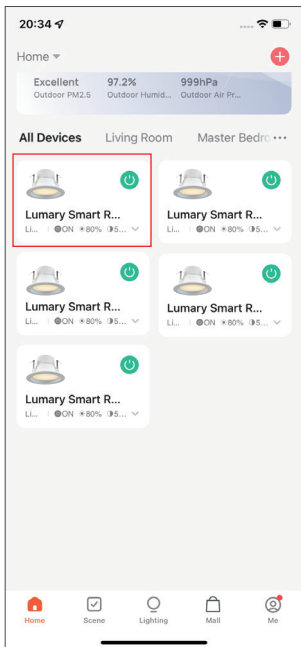 20:34
Home
Excellent 97.2% 999hPa
Outdoor PM2.5 Outdoor Humid... Outdoor Air Pr...
All Devices Living Room Master Bedro
Lumary Smart R... Lumary Smart R...
Li... ON 80% 5... Li... ON 80% 5...
Lumary Smart R... Lumary Smart R...
Li... ON 80% 5... Li... ON 80% 5...
Lumary Smart R...
Li... ON 80% 5...
Home Scene Lighting Mall Me